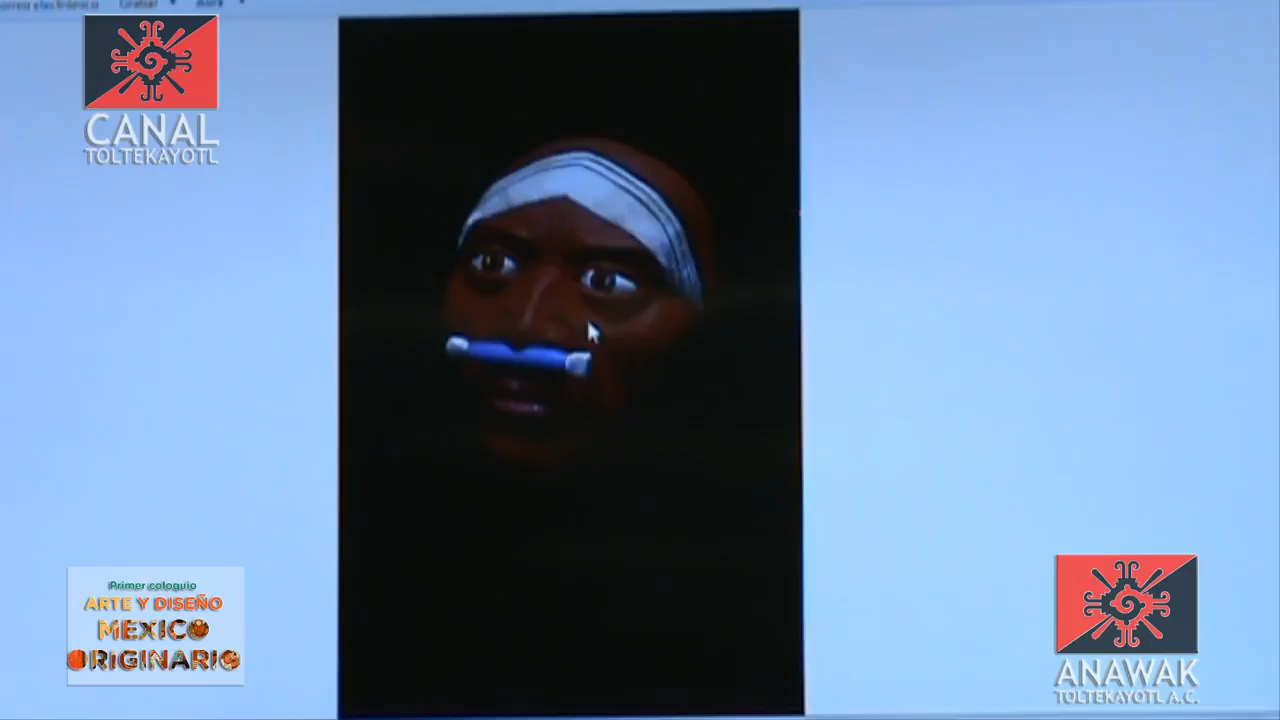 CANAL
TOLTEKAYOTL
Primer coloquio
ARTE Y DISEÑO
MEXICO
ORIGINARIO
ANAWAK
TOLTEKAYOTL A.C.